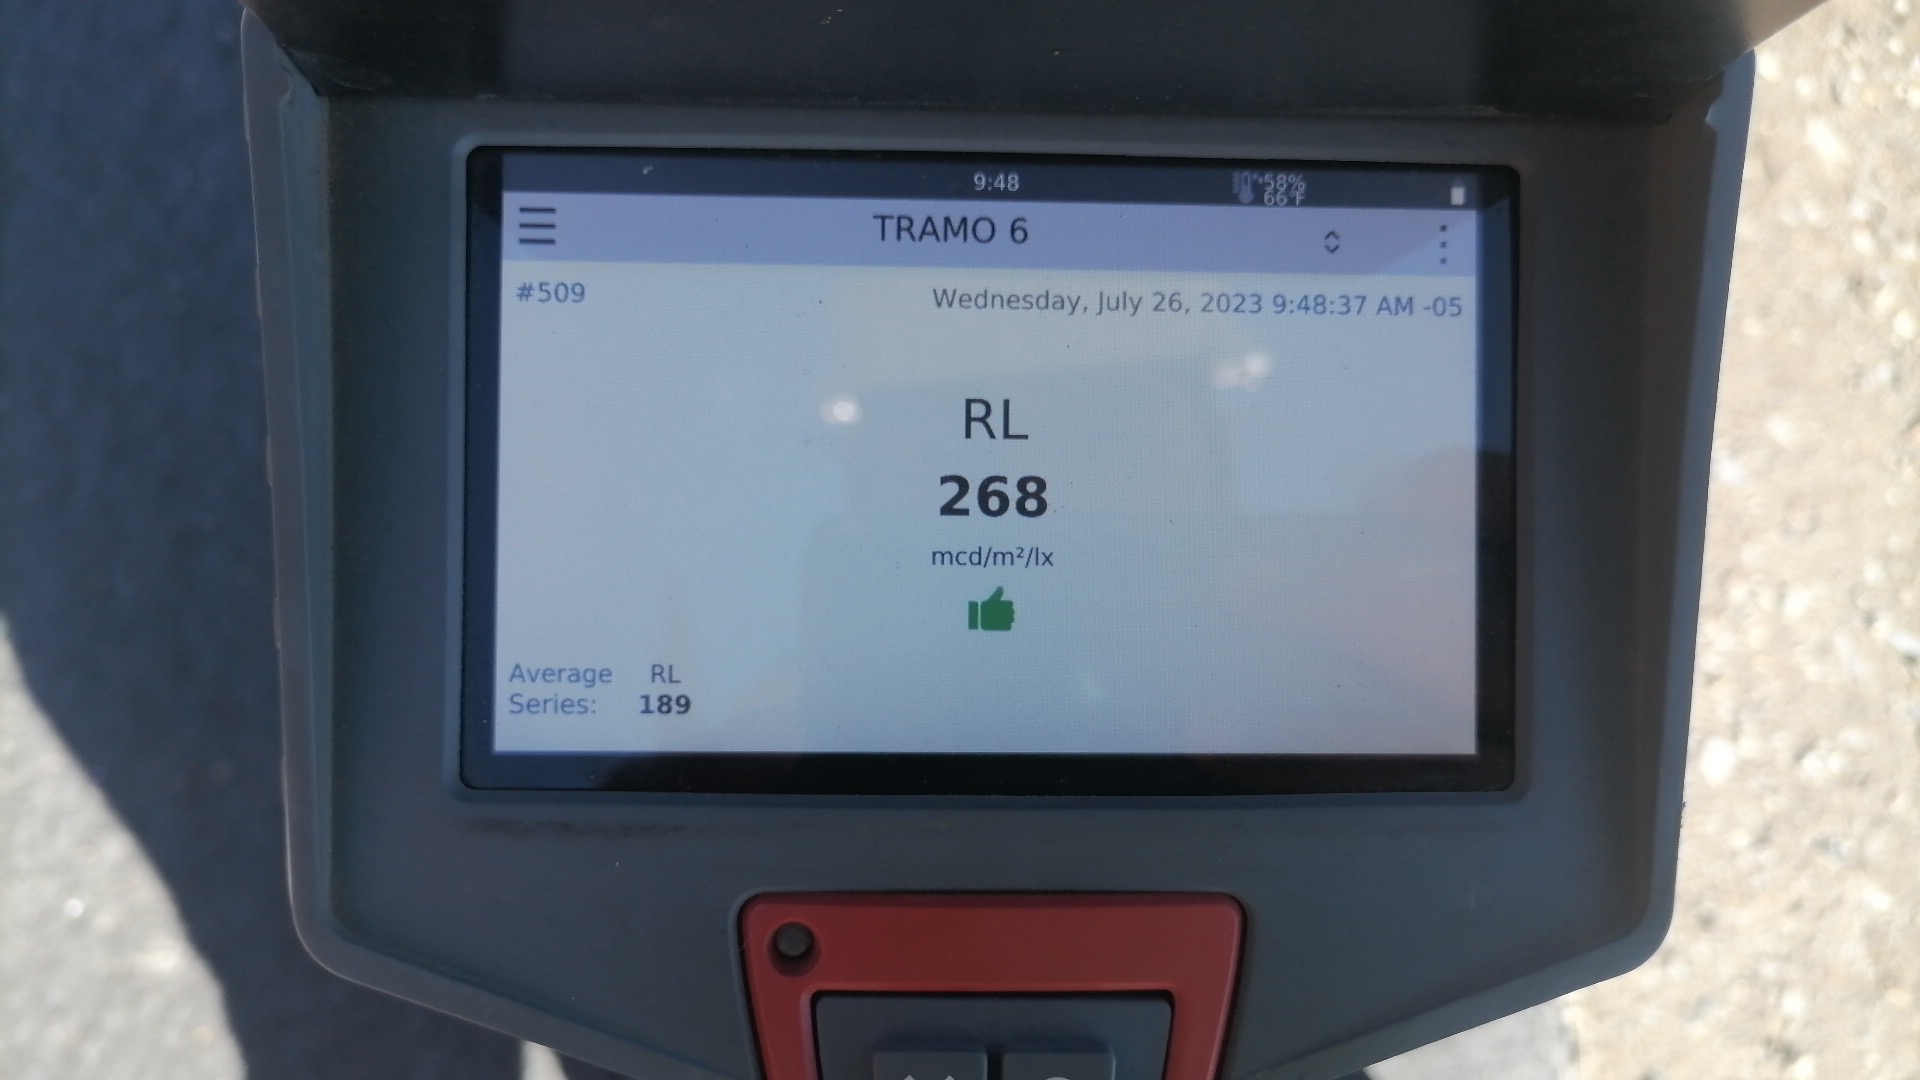 9:48
58%
66°F
TRAMO 6
#509
Wednesday, July 26, 2023 9:48:37 AM -05
RL
268
mcd/m²/lx
Average RL
Series: 189